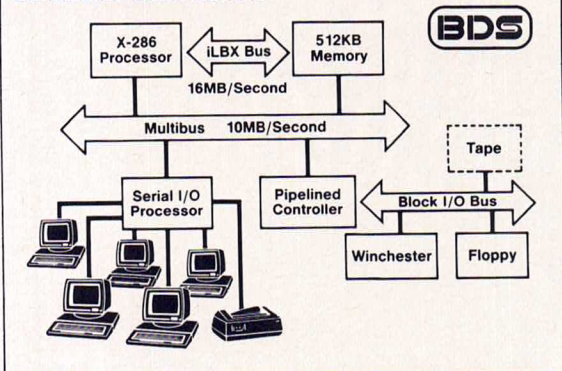 BDS
X-286
Processor
iLBX Bus
512KB
Memory
16MB/Second
Multibus 10MB/Second
Tape
Serial I/O
Processor
Pipelined
Controller
Block I/O Bus
Winchester
Floppy